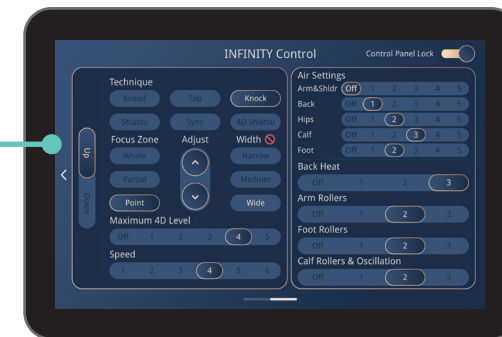 INFINITY Control
Control Panel Lock
Up
Down
Technique
Knead Tap Knock
Shiatsu Sync 4D Shiatsu
Focus Zone Adjust Width
Whole Narrow
Partial Medium
Point Wide
Maximum 4D Level
Off 1 2 3 4 5
Speed
1 2 3 4 5 6
Air Settings
Arm&Shldr Off 1 2 3 4 5
Back Off 1 2 3 4 5
Hips Off 1 2 3 4 5
Calf Off 1 2 3 4 5
Foot Off 1 2 3 4 5
Back Heat
Off 1 2 3
Arm Rollers
Off 1 2 3
Foot Rollers
Off 1 2 3
Calf Rollers & Oscillation
Off 1 2 3